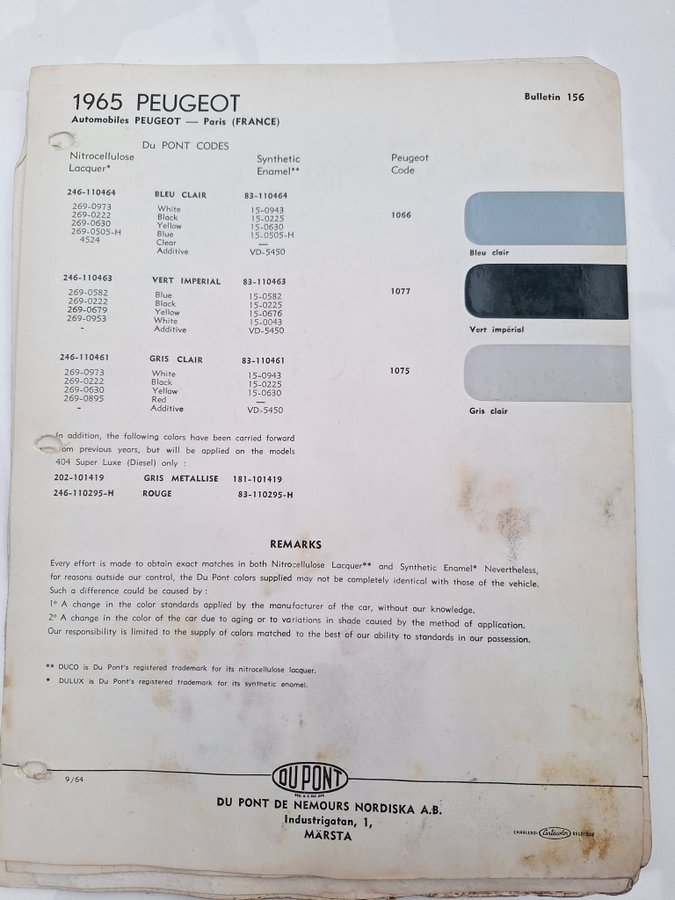 1965 PEUGEOT
Bulletin 156
Automobiles PEUGEOT — Paris (FRANCE)
Du PONT CODES
Nitrocellulose Synthetic Peugeot
Lacquer* Enamel** Code
246-110464 BLEU CLAIR 83-110464
269-0973 White 15-0943
269-0222 Black 15-0225
269-0630 Yellow 15-0630
269-0505-H Blue 15-0505-H
4524 Clear —
Additive VD-5450
1066
Bleu clair
246-110463 VERT IMPERIAL 83-110463
269-0582 Blue 15-0582
269-0222 Black 15-0225
269-0679 Yellow 15-0676
269-0953 White 15-0043
- Additive VD-5450
1077
Vert impérial
246-110461 GRIS CLAIR 83-110461
269-0973 White 15-0943
269-0222 Black 15-0225
269-0630 Yellow 15-0630
269-0895 Red —
- Additive VD-5450
1075
Gris clair
In addition, the following colors have been carried forward
om previous years, but will be applied on the models
404 Super Luxe (Diesel) only :
202-101419 GRIS METALLISE 181-101419
246-110295-H ROUGE 83-110295-H
REMARKS
Every effort is made to obtain exact matches in both Nitrocellulose Lacquer** and Synthetic Enamel* Nevertheless,
for reasons outside our control, the Du Pont colors supplied may not be completely identical with those of the vehicle.
Such a difference could be caused by :
1° A change in the color standards applied by the manufacturer of the car, without our knowledge.
2° A change in the color of the car due to aging or to variations in shade caused by the method of application.
Our responsibility is limited to the supply of colors matched to the best of our ability to standards in our possession.
** DUCO is Du Pont's registered trademark for its nitrocellulose lacquer.
* DULUX is Du Pont's registered trademark for its synthetic enamel.
9/64
DU PONT
REG. U.S. PAT. OFF.
DU PONT DE NEMOURS NORDISKA A.B.
Industrigatan, 1,
MÄRSTA
CHARLEROI Anticolor BELGIQUE